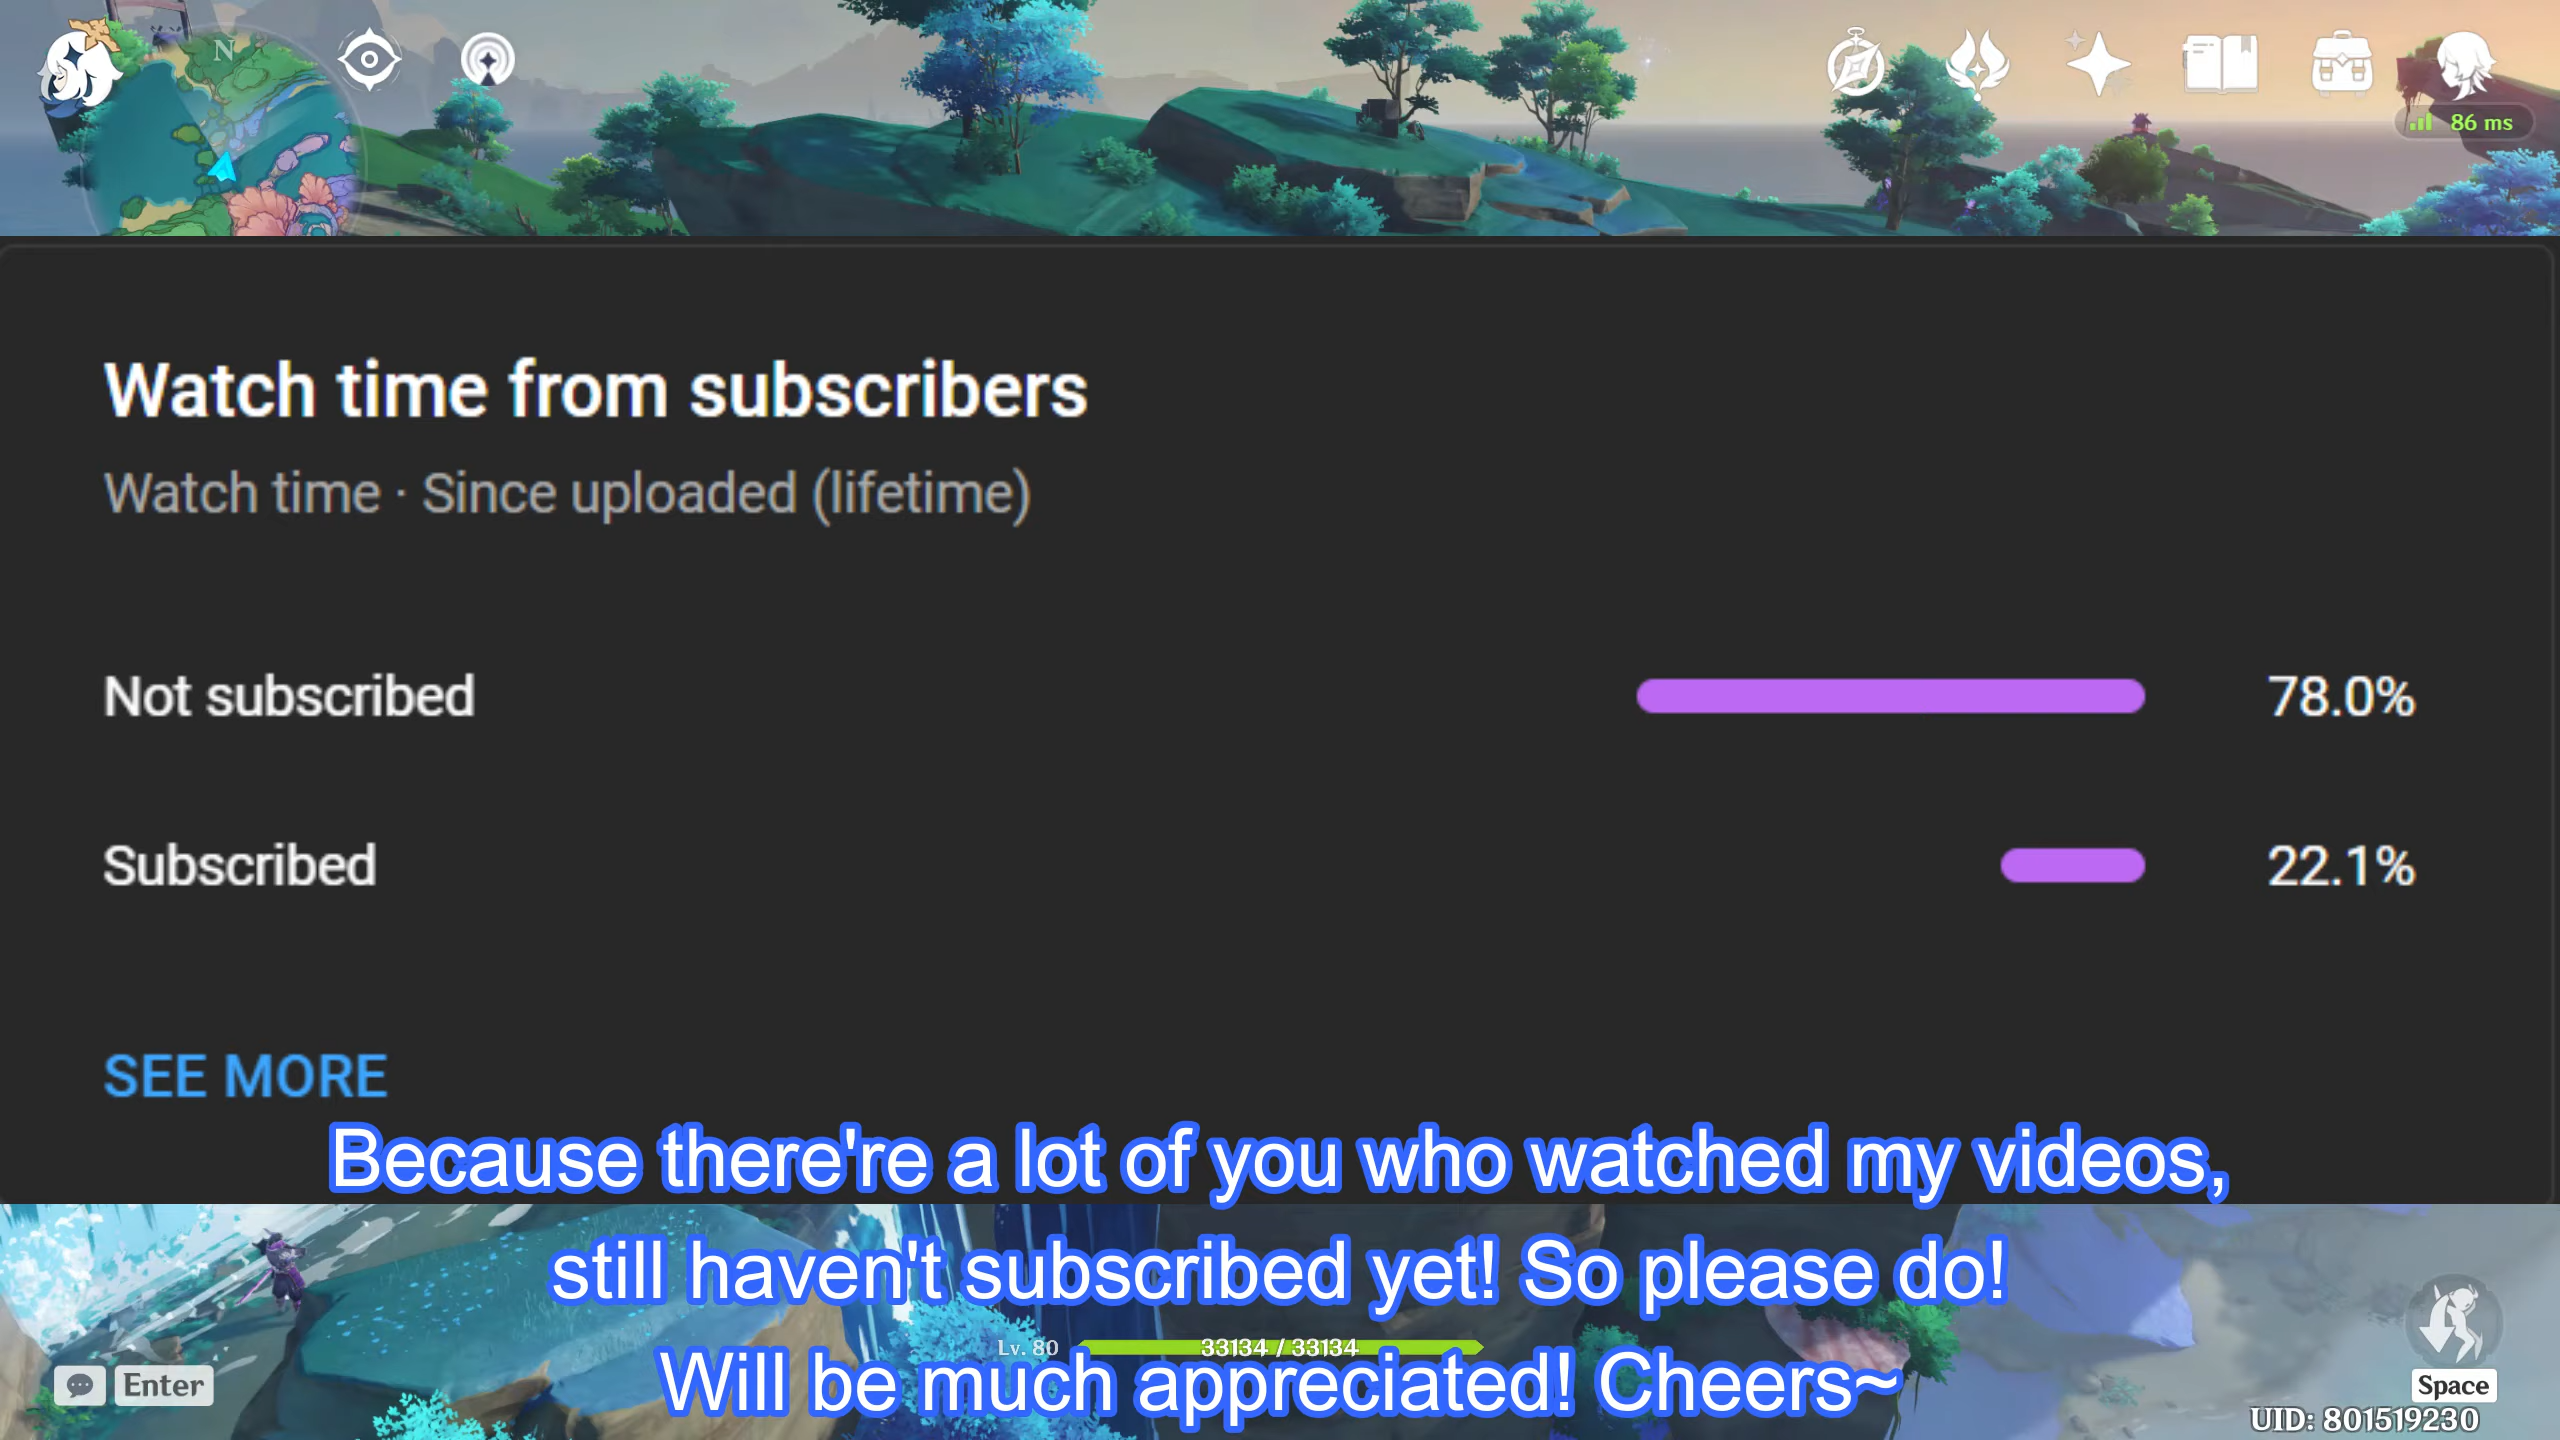 N
86 ms
Watch time from subscribers
Watch time · Since uploaded (lifetime)
Not subscribed 78.0%
Subscribed 22.1%
SEE MORE
Because there're a lot of you who watched my videos,
still haven't subscribed yet! So please do!
Lv. 80 33134 / 33134
Will be much appreciated! Cheers~
Enter
Space
UID: 801519230